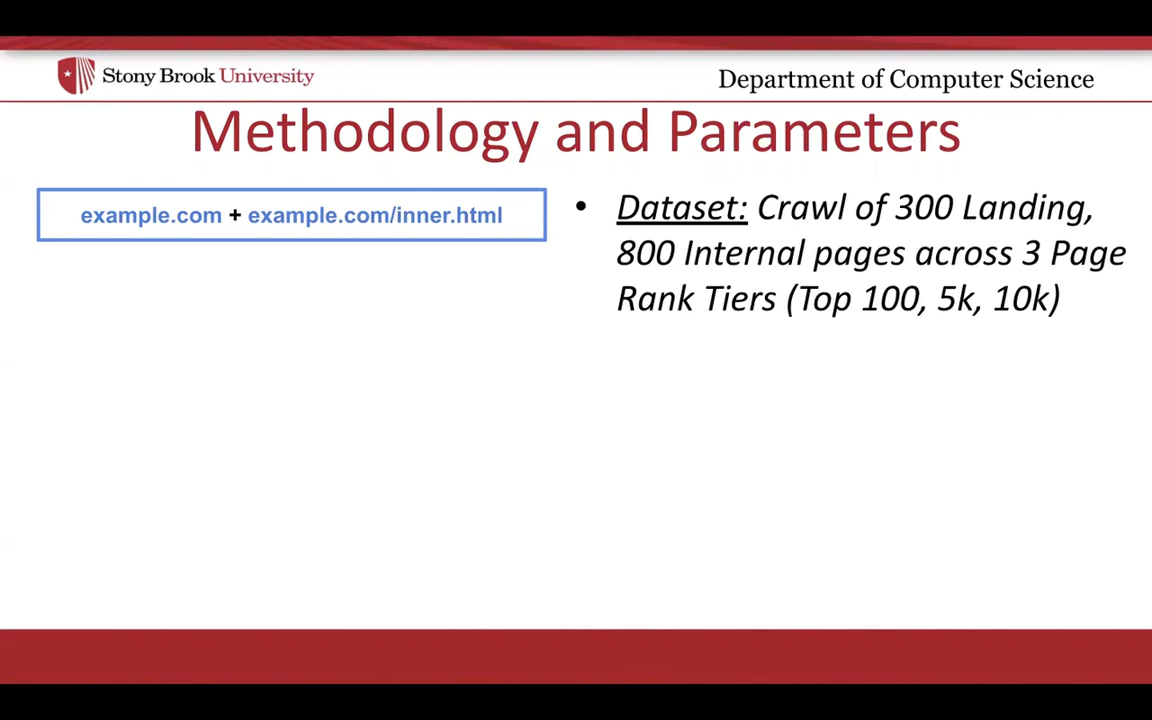 Stony Brook University
Department of Computer Science
Methodology and Parameters
example.com + example.com/inner.html
• Dataset: Crawl of 300 Landing,
800 Internal pages across 3 Page
Rank Tiers (Top 100, 5k, 10k)